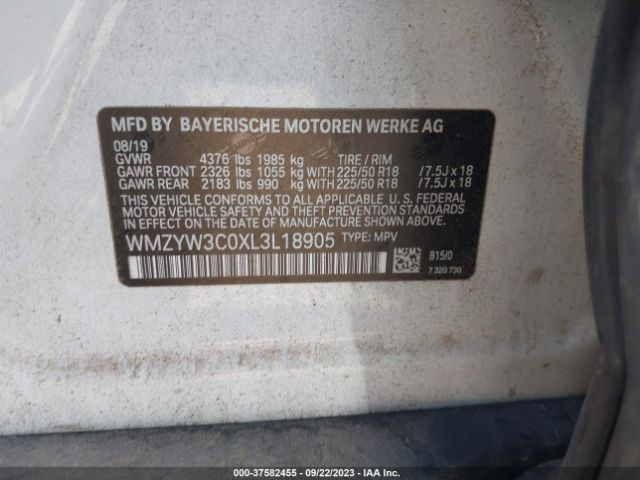 MFD BY BAYERISCHE MOTOREN WERKE AG
08/19
GVWR 4376 lbs 1985 kg TIRE / RIM
GAWR FRONT 2326 lbs 1055 kg WITH 225/50 R18 / 7.5J x 18
GAWR REAR 2183 lbs 990 kg WITH 225/50 R18 / 7.5J x 18
THIS VEHICLE CONFORMS TO ALL APPLICABLE U. S. FEDERAL
MOTOR VEHICLE SAFETY, BUMPER, AND THEFT PREVENTION
STANDARDS IN EFFECT ON THE DATE OF MANUFACTURE SHOWN ABOVE.
WMZYW3C0XL3L18905 TYPE: MPV
B15/0
7 320 730
000-37582455 - 09/22/2023 - IAA Inc.